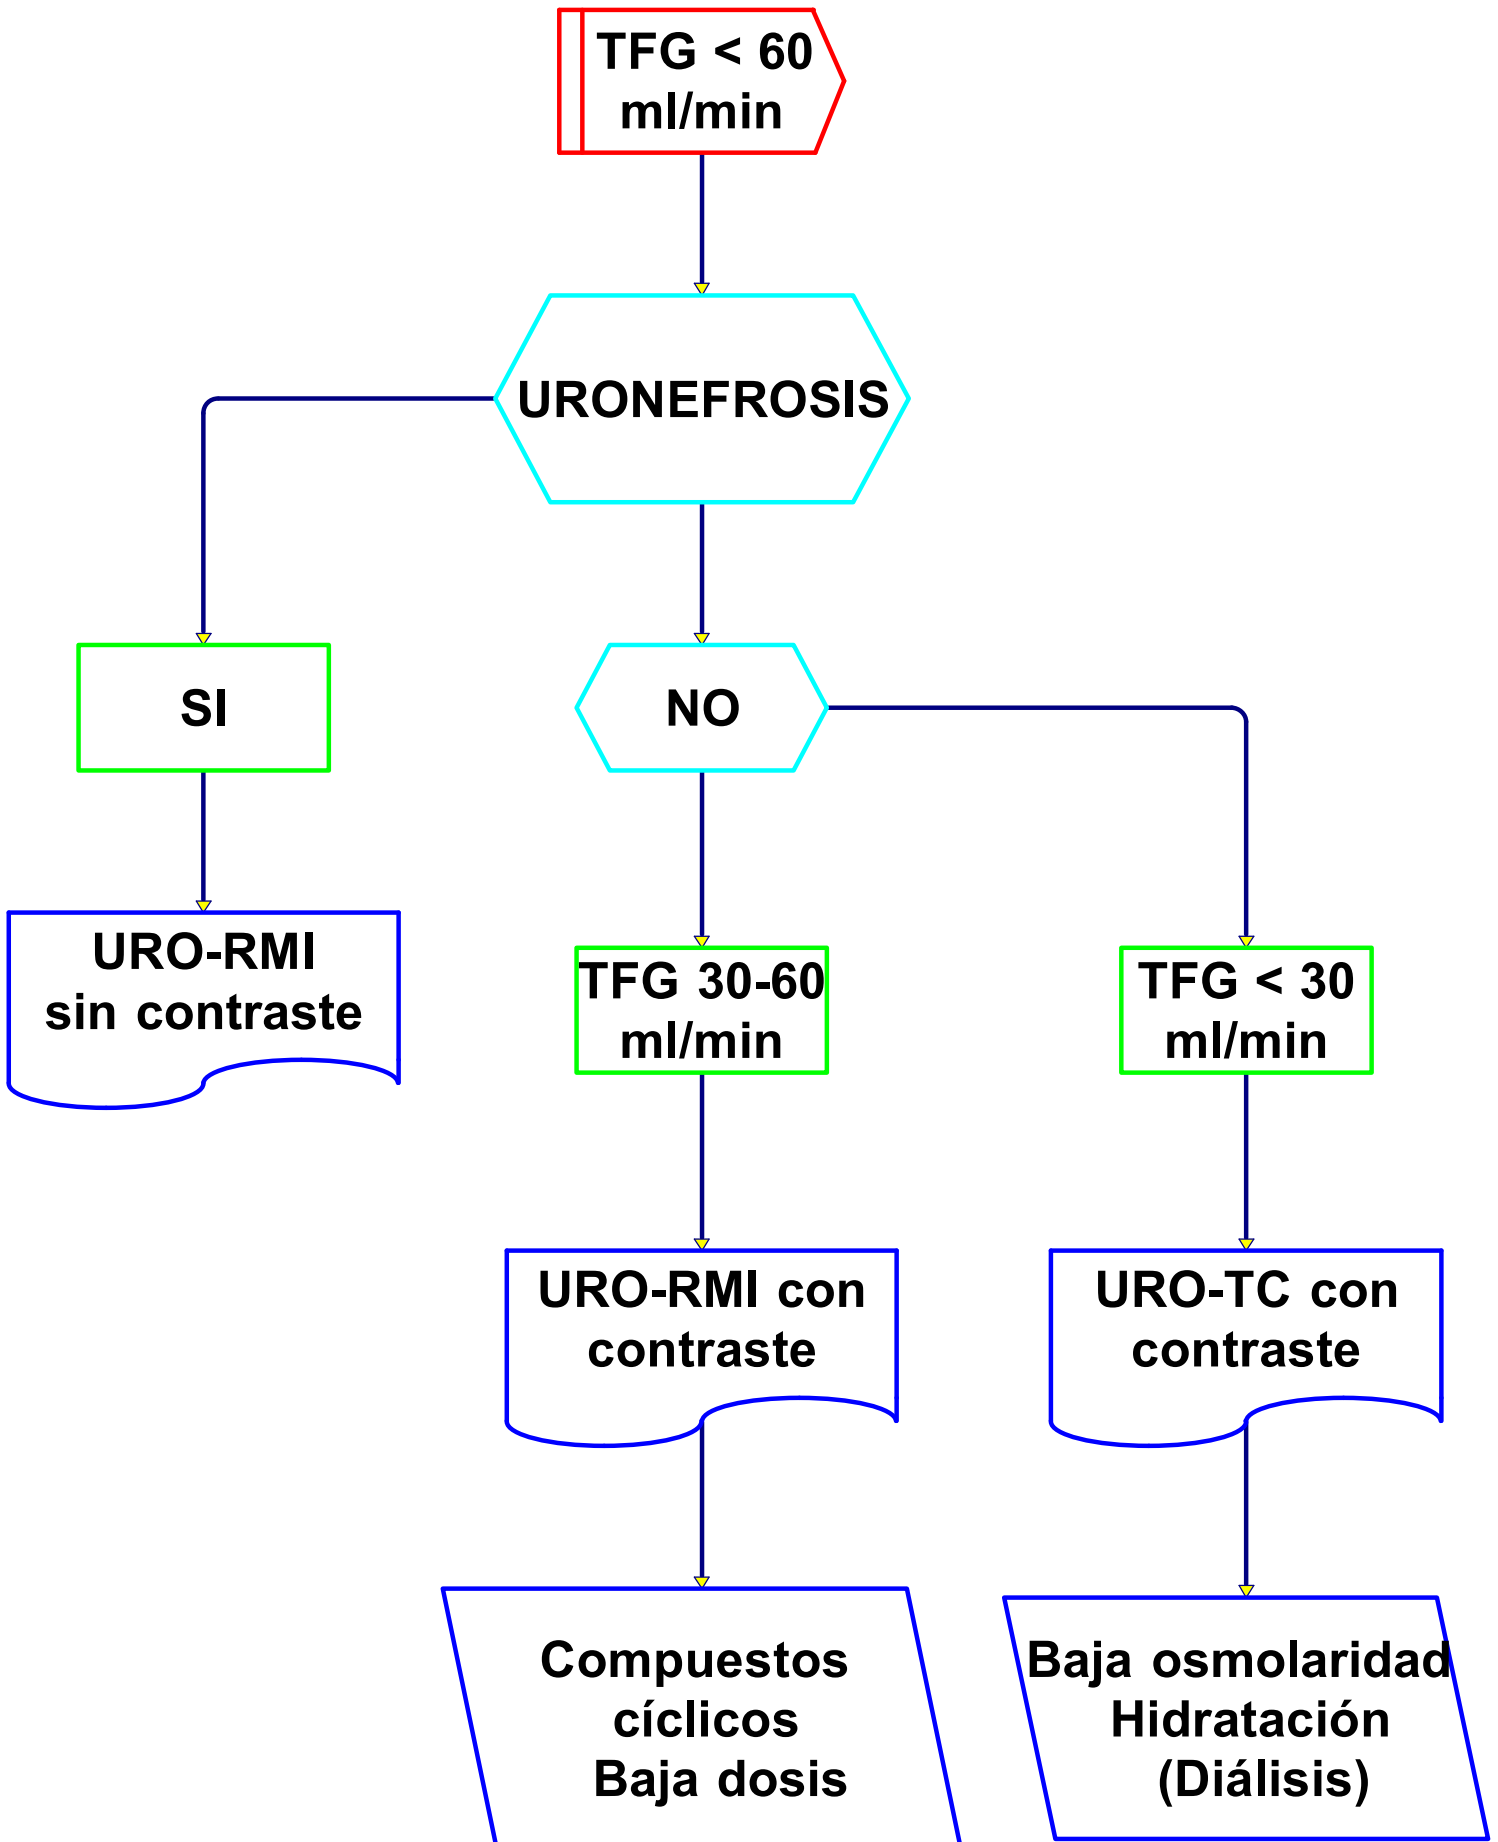 TFG < 60
ml/min
URONEFROSIS
SI
NO
URO-RMI
sin contraste
TFG 30-60
ml/min
TFG < 30
ml/min
URO-RMI con
contraste
URO-TC con
contraste
Compuestos
cíclicos
Baja dosis
Baja osmolaridad
Hidratación
(Diálisis)